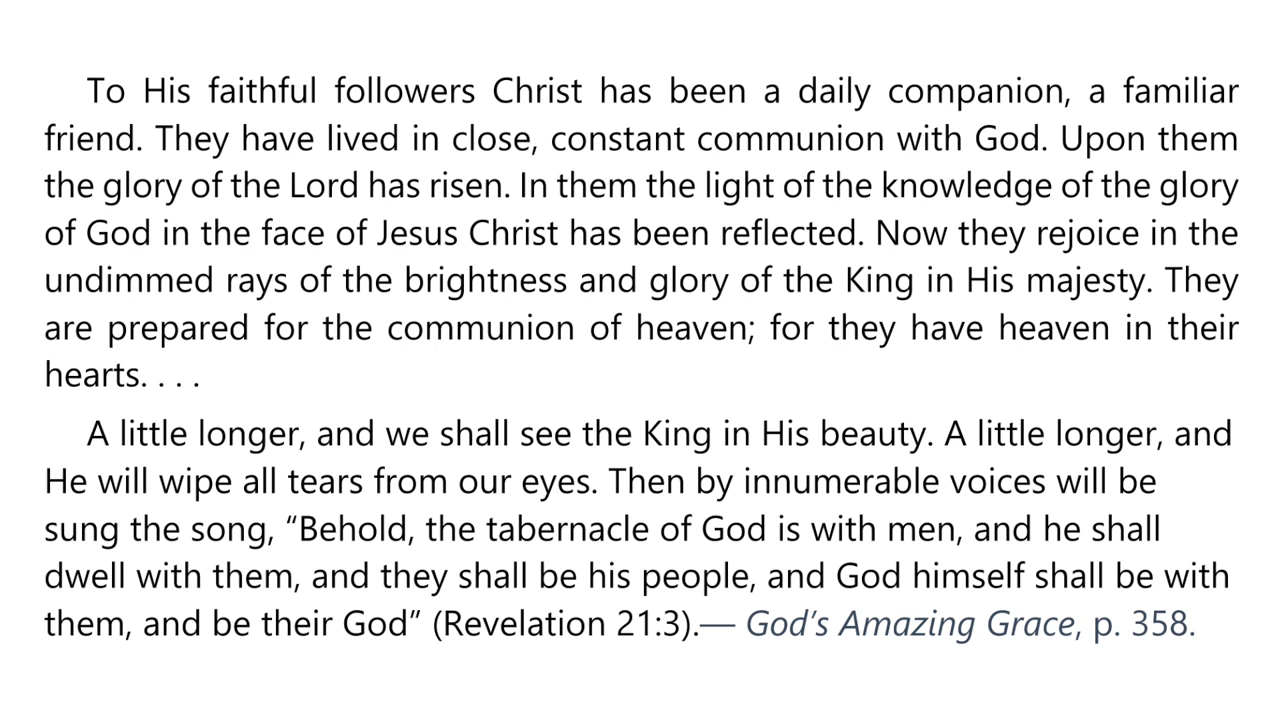 To His faithful followers Christ has been a daily companion, a familiar
friend. They have lived in close, constant communion with God. Upon them
the glory of the Lord has risen. In them the light of the knowledge of the glory
of God in the face of Jesus Christ has been reflected. Now they rejoice in the
undimmed rays of the brightness and glory of the King in His majesty. They
are prepared for the communion of heaven; for they have heaven in their
hearts. . . .
A little longer, and we shall see the King in His beauty. A little longer, and
He will wipe all tears from our eyes. Then by innumerable voices will be
sung the song, “Behold, the tabernacle of God is with men, and he shall
dwell with them, and they shall be his people, and God himself shall be with
them, and be their God” (Revelation 21:3).— God’s Amazing Grace, p. 358.